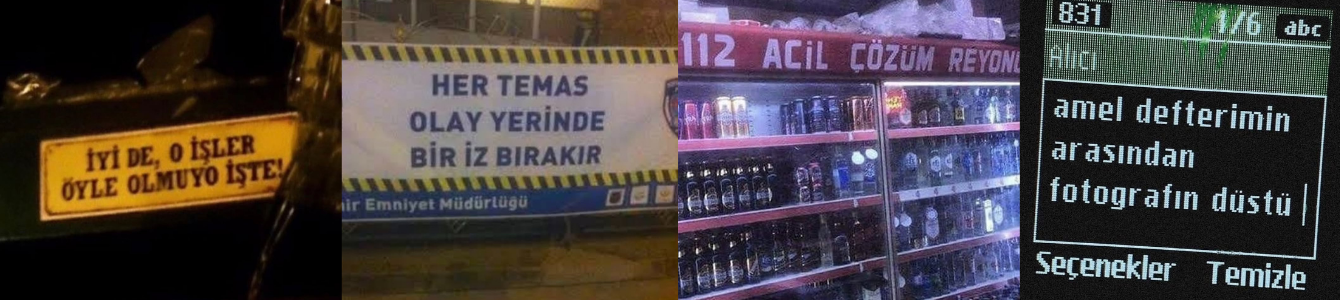 İYİ DE, O İŞLER
ÖYLE OLMUYO İŞTE!
HER TEMAS
OLAY YERİNDE
BİR İZ BIRAKIR
Emniyet Müdürlüğü
112 ACİL ÇÖZÜM REYONU
831
1/6
abc
Alıcı
amel defterimin
arasından
fotografın düstü
Seçenekler
Temizle